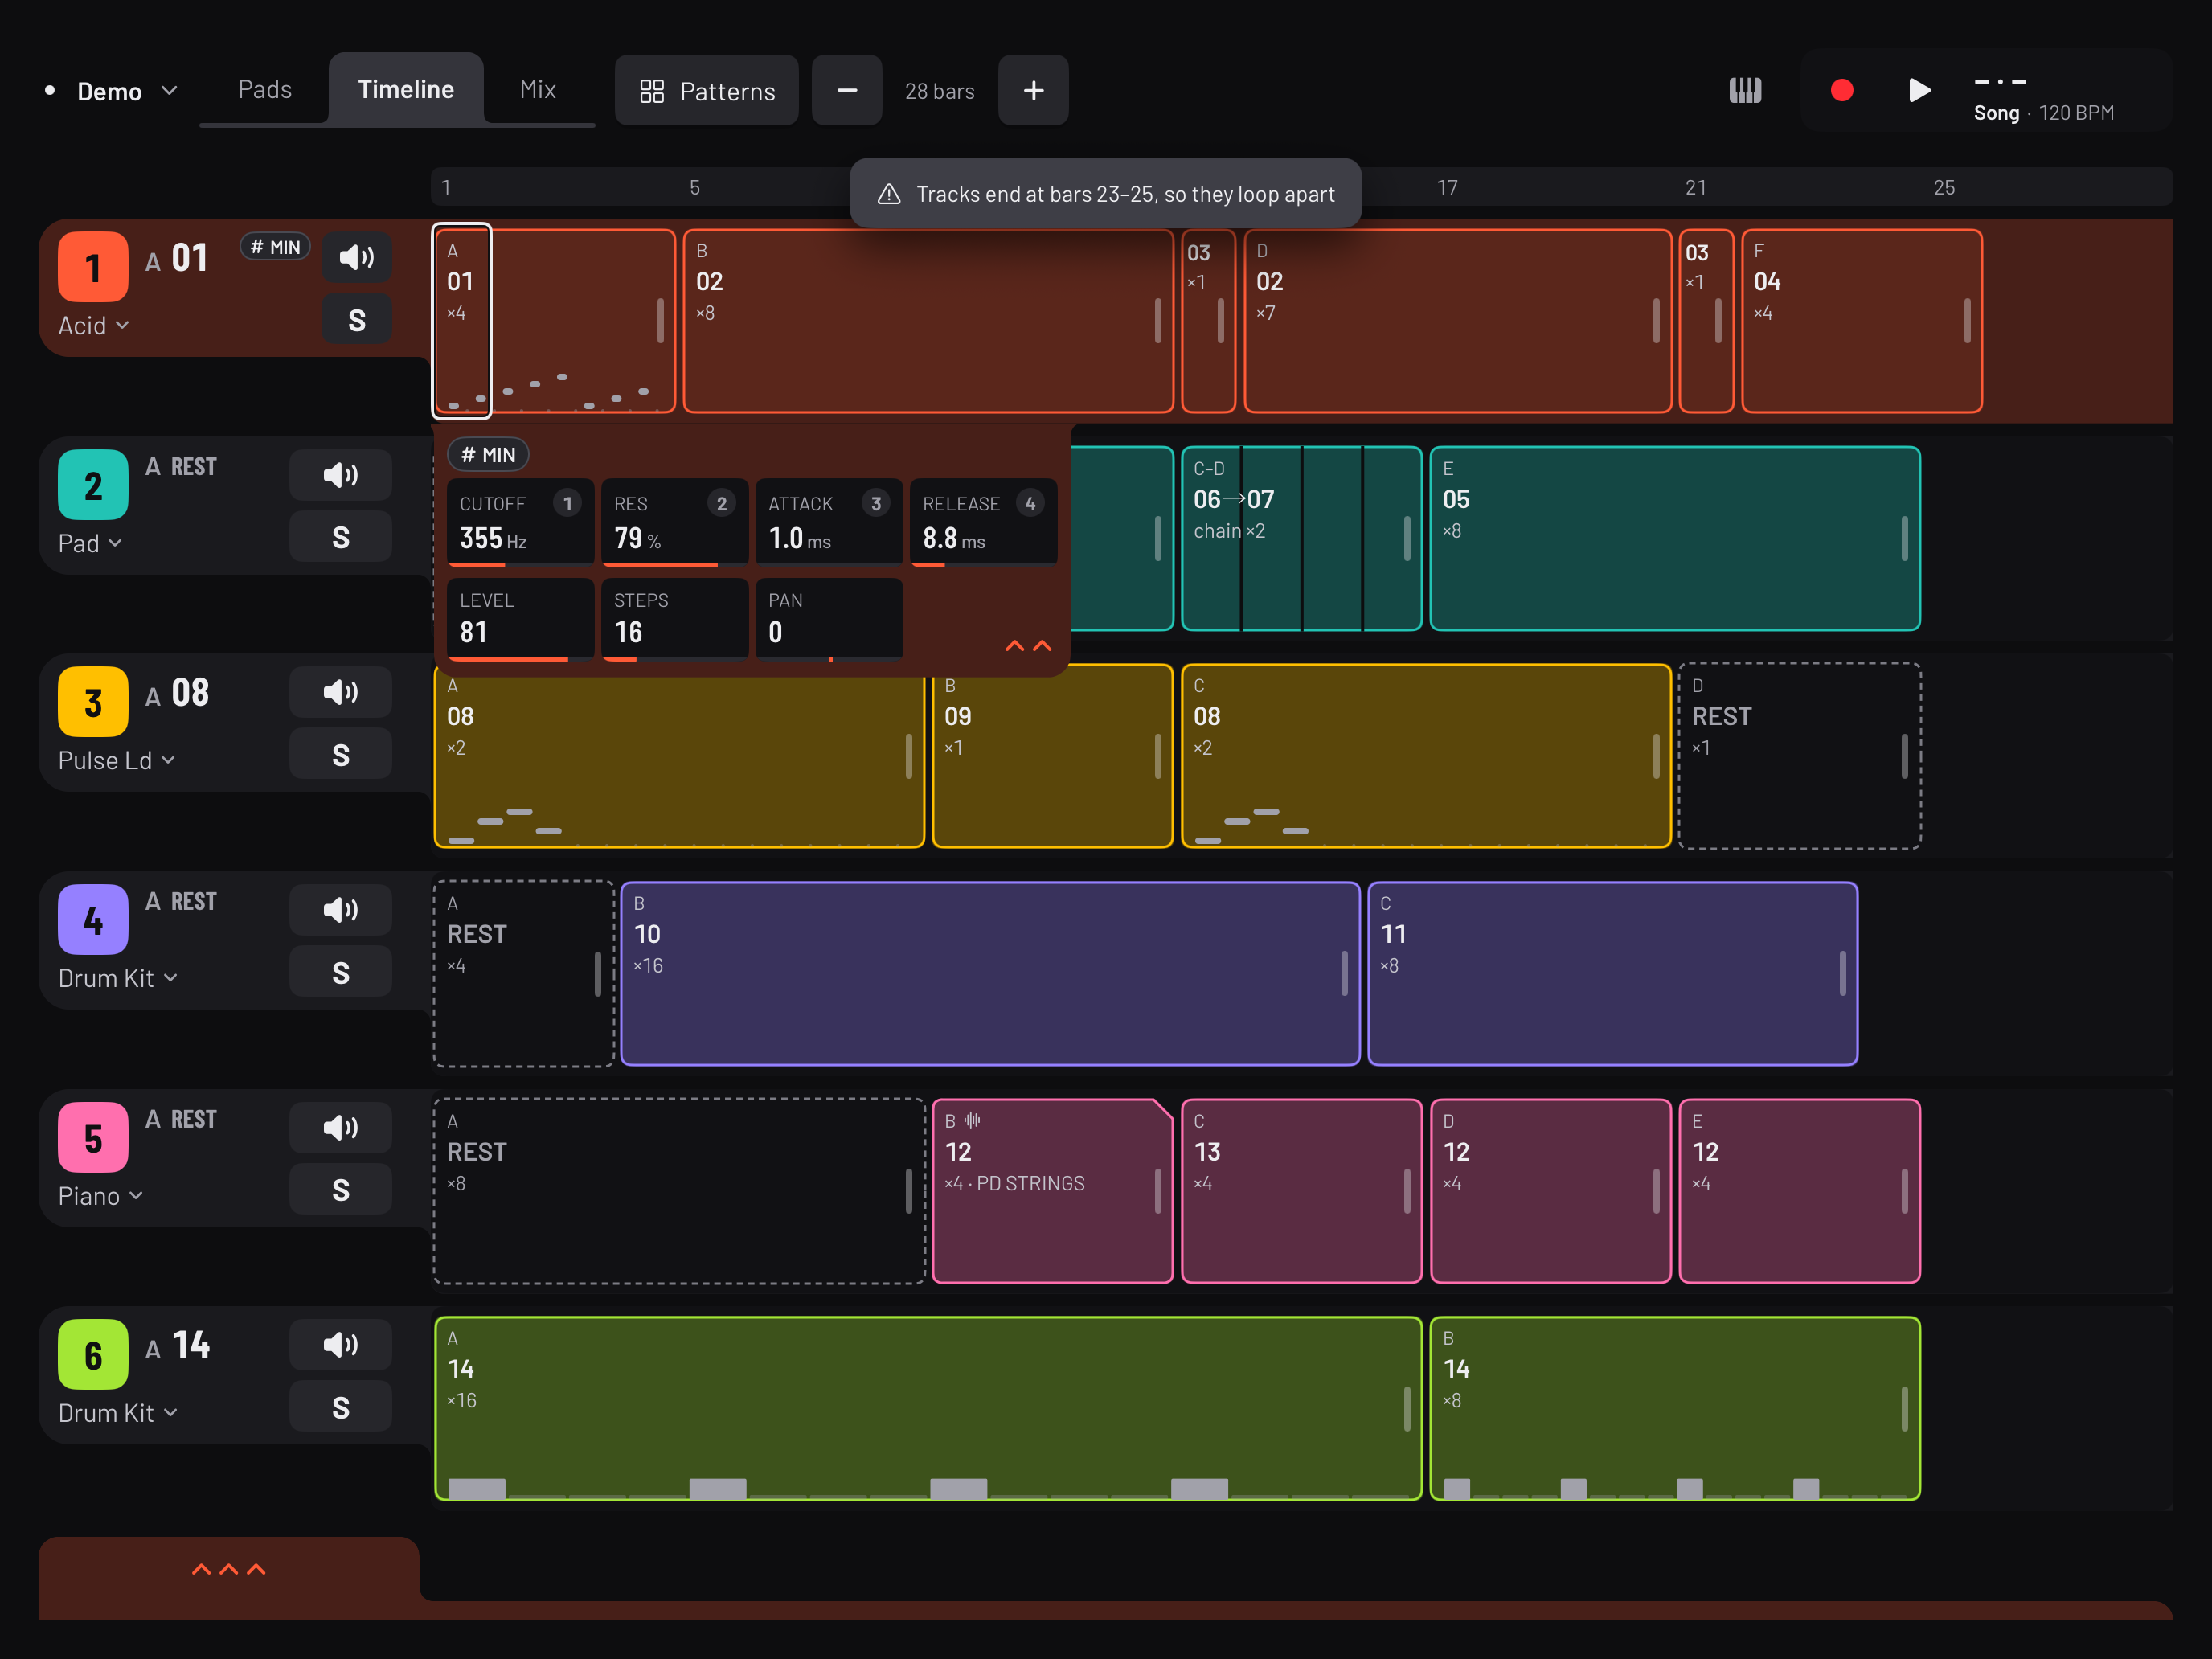 Demo
Pads
Timeline
Mix
Patterns
28 bars
Song · 120 BPM
1 5 17 21 25
Tracks end at bars 23–25, so they loop apart
1
A 01
# MIN
Acid
S
A
01
×4
B
02
×8
03
×1
D
02
×7
03
×1
F
04
×4
# MIN
CUTOFF 1
355 Hz
RES 2
79 %
ATTACK 3
1.0 ms
RELEASE 4
8.8 ms
LEVEL
81
STEPS
16
PAN
0
2
A REST
Pad
S
C–D
06→07
chain ×2
E
05
×8
3
A 08
Pulse Ld
S
A
08
×2
B
09
×1
C
08
×2
D
REST
×1
4
A REST
Drum Kit
S
A
REST
×4
B
10
×16
C
11
×8
5
A REST
Piano
S
A
REST
×8
B
12
×4 · PD STRINGS
C
13
×4
D
12
×4
E
12
×4
6
A 14
Drum Kit
S
A
14
×16
B
14
×8